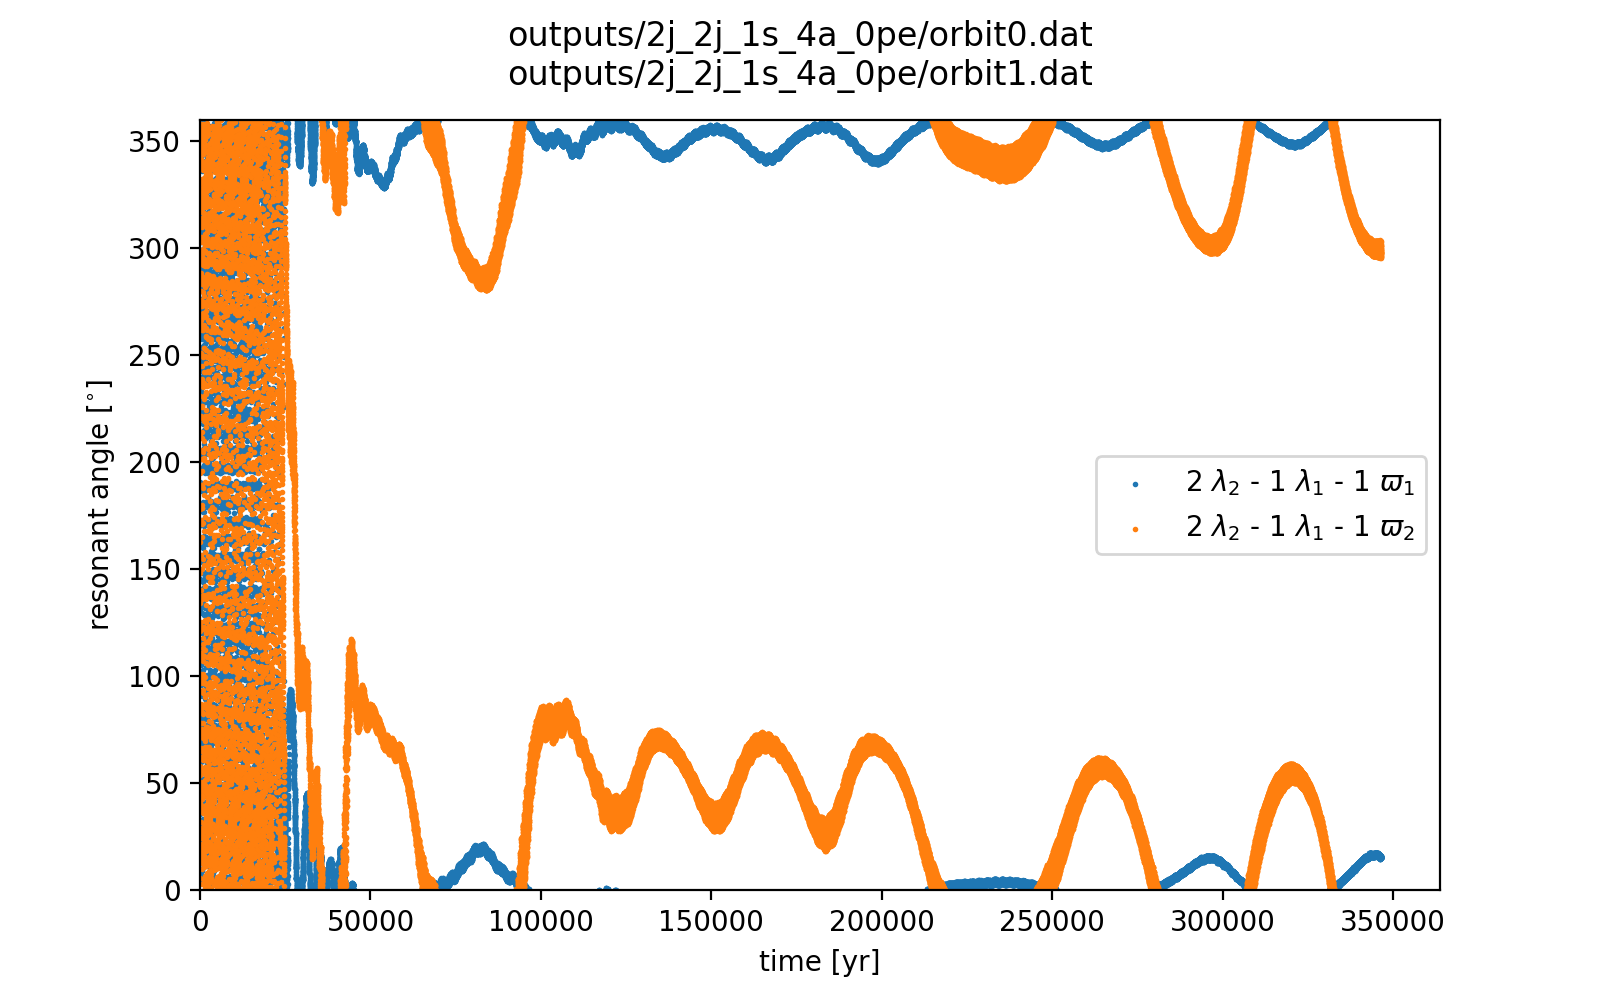 outputs/2j_2j_1s_4a_0pe/orbit0.dat
outputs/2j_2j_1s_4a_0pe/orbit1.dat
350
300
250
200
150
100
50
0
resonant angle [°]
2 λ₂ - 1 λ₁ - 1 ϖ₁
2 λ₂ - 1 λ₁ - 1 ϖ₂
0 50000 100000 150000 200000 250000 300000 350000
time [yr]